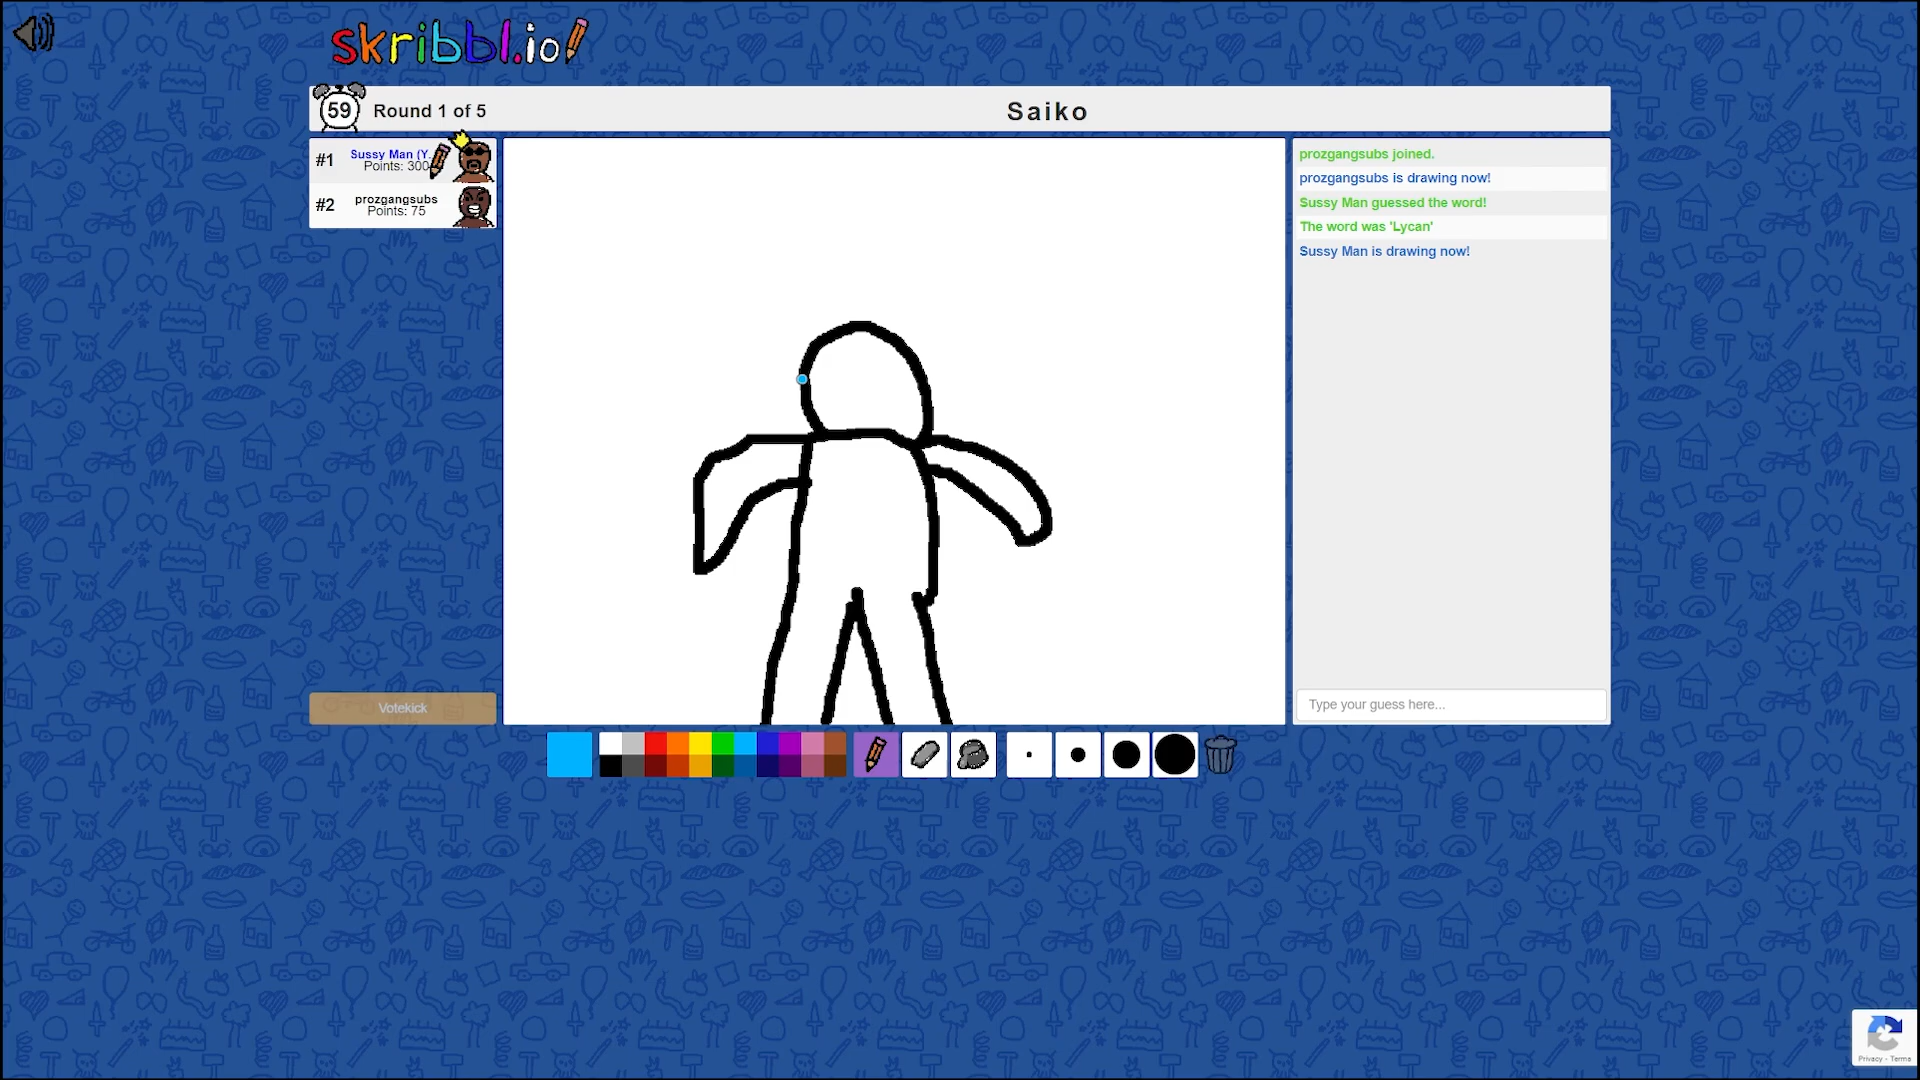 skribbl.io
59
Round 1 of 5
Saiko
#1
Sussy Man (Y.
Points: 300
#2
prozgangsubs
Points: 75
prozgangsubs joined.
prozgangsubs is drawing now!
Sussy Man guessed the word!
The word was 'Lycan'
Sussy Man is drawing now!
Votekick
Type your guess here...
Privacy - Terms